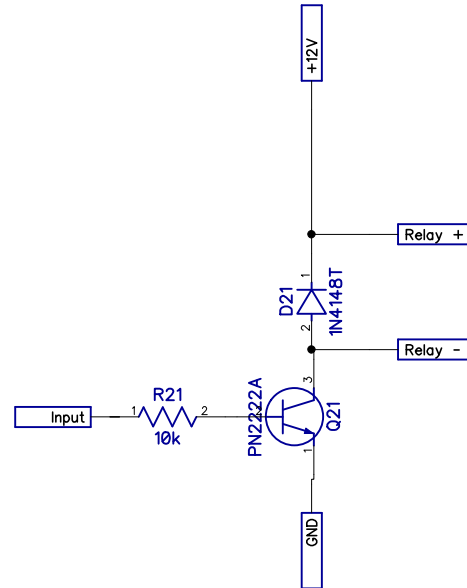 +12V
Relay +
1
D21
1N4148T
2
Relay -
3
R21
PN2222A
Input
1
2
10k
Q21
1
GND